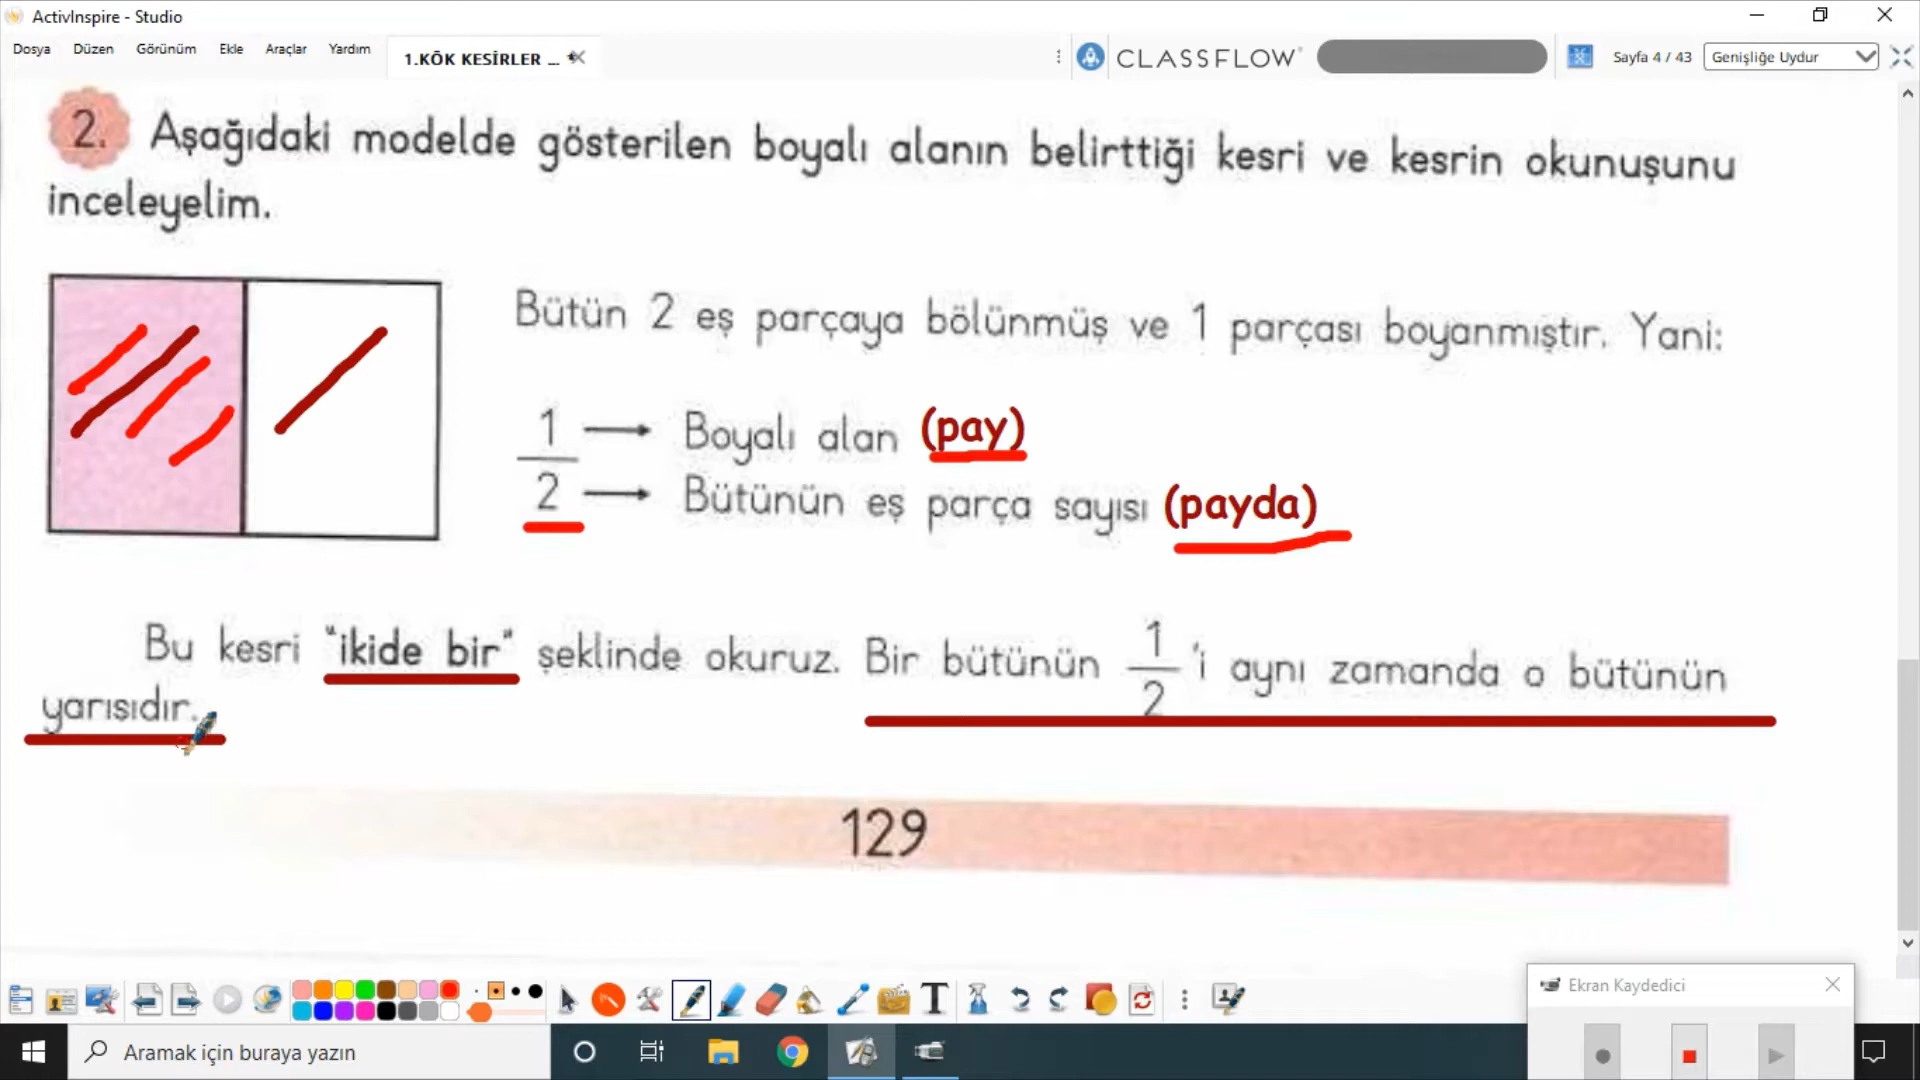 ActivInspire - Studio
Dosya Düzen Görünüm Ekle Araçlar Yardım 1.KÖK KESİRLER ... CLASSFLOW Sayfa 4 / 43 Genişliğe Uydur
2. Aşağıdaki modelde gösterilen boyalı alanın belirttiği kesri ve kesrin okunuşunu
inceleyelim.
Bütün 2 eş parçaya bölünmüş ve 1 parçası boyanmıştır. Yani:
1 → Boyalı alan (pay)
2 → Bütünün eş parça sayısı (payda)
Bu kesri "ikide bir" şeklinde okuruz. Bir bütünün 1/2 'i aynı zamanda o bütünün
yarısıdır.
129
Ekran Kaydedici
Aramak için buraya yazın